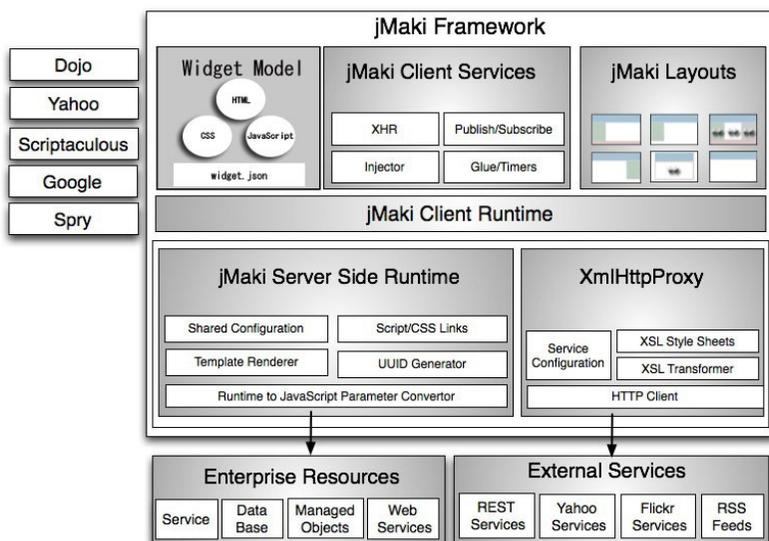 jMaki Framework
Dojo
Yahoo
Scriptaculous
Google
Spry
Widget Model
HTML
CSS
JavaScript
widget.json
jMaki Client Services
XHR
Publish/Subscribe
Injector
Glue/Timers
jMaki Layouts
jMaki Client Runtime
jMaki Server Side Runtime
Shared Configuration
Script/CSS Links
Template Renderer
UUID Generator
Runtime to JavaScript Parameter Convertor
XmlHttpProxy
Service
Configuration
XSL Style Sheets
XSL Transformer
HTTP Client
Enterprise Resources
Service
Data
Base
Managed
Objects
Web
Services
External Services
REST
Services
Yahoo
Services
Flickr
Services
RSS
Feeds